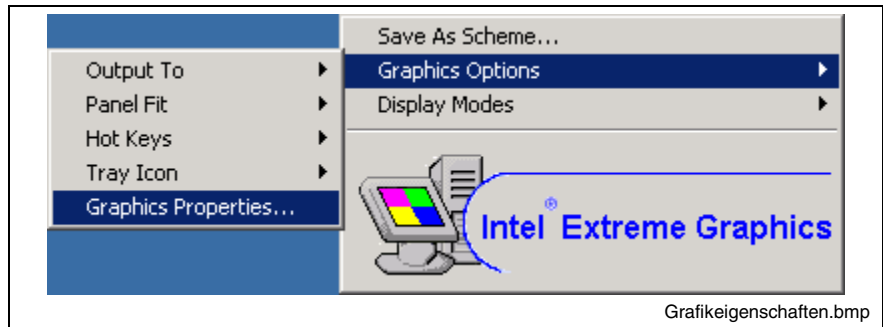 Save As Scheme...
Graphics Options
Display Modes
Output To
Panel Fit
Hot Keys
Tray Icon
Graphics Properties...
Intel® Extreme Graphics
Grafikeigenschaften.bmp